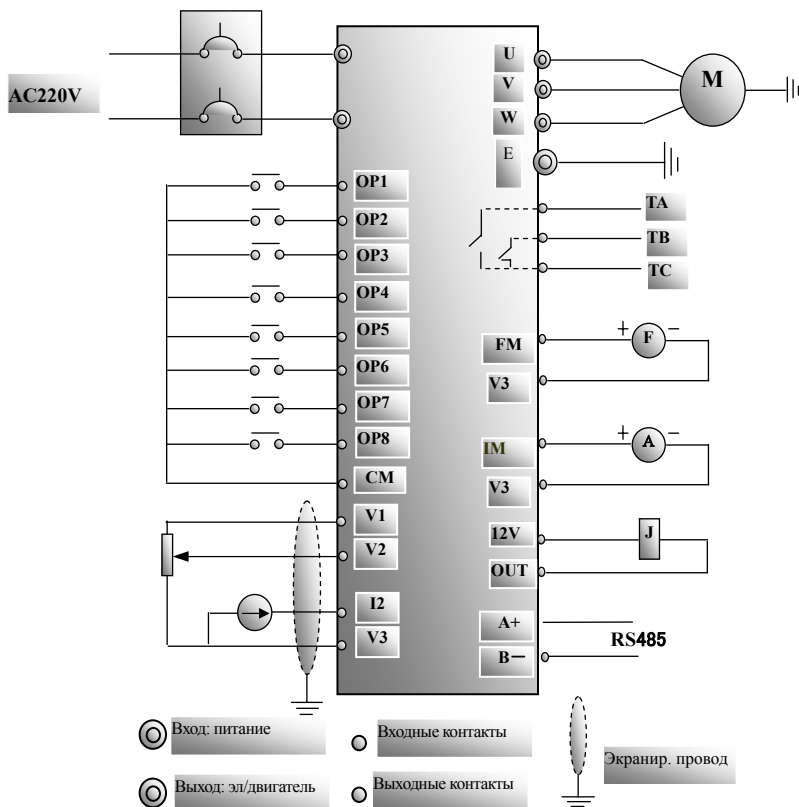 AC220V
U
V
M
W
E
OP1
TA
OP2
TB
OP3
TC
OP4
OP5
+ F −
FM
OP6
V3
OP7
OP8
+ A −
IM
CM
V3
V1
12V
J
V2
OUT
I2
A+
RS485
V3
B−
Вход: питание
Входные контакты
Экранир. провод
Выход: эл/двигатель
Выходные контакты